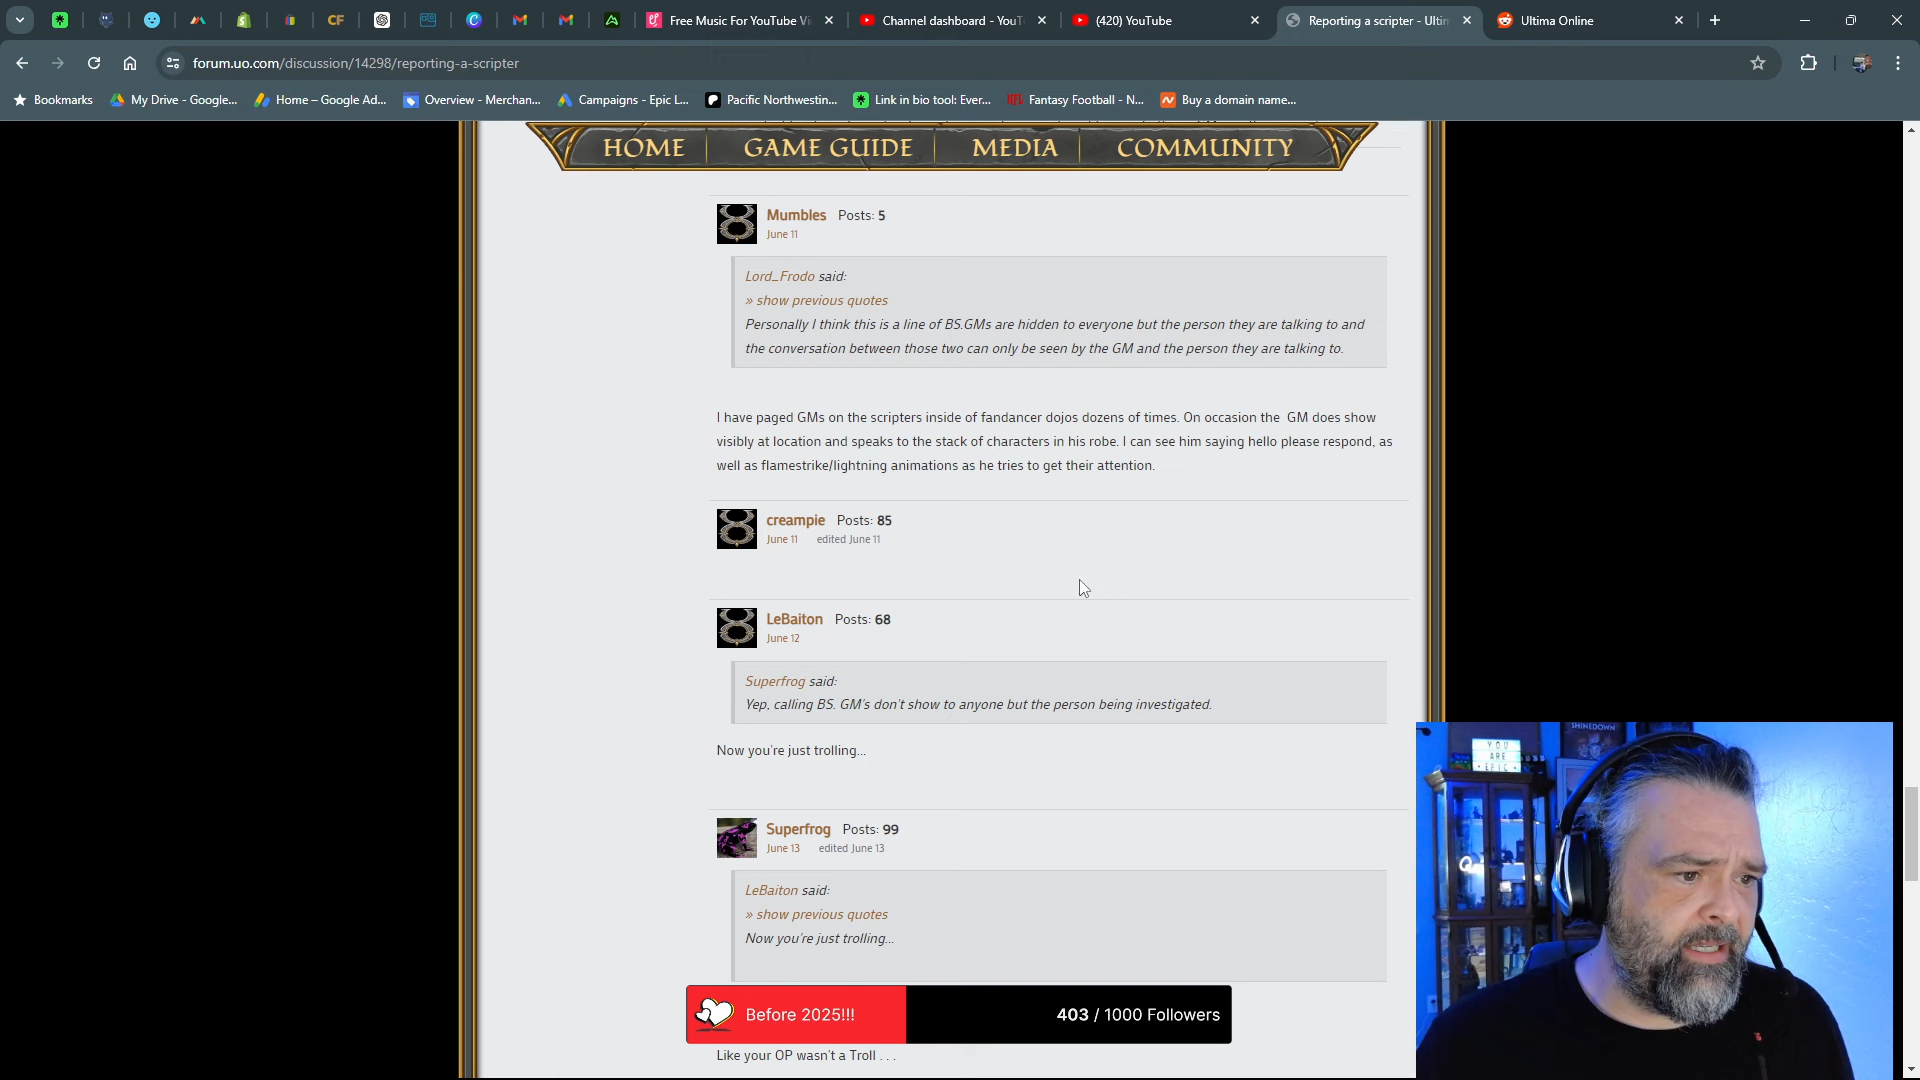 CF
Free Music For YouTube Vi
Channel dashboard - YouT
(420) YouTube
Reporting a scripter - Ultim
Ultima Online
forum.uo.com/discussion/14298/reporting-a-scripter
Bookmarks
My Drive - Google...
Home – Google Ad...
Overview - Merchan...
Campaigns - Epic L...
Pacific Northwestin...
Link in bio tool: Ever...
NFL Fantasy Football - N...
Buy a domain name...
HOME
GAME GUIDE
MEDIA
COMMUNITY
Mumbles Posts: 5
June 11
Lord_Frodo said:
» show previous quotes
Personally I think this is a line of BS.GMs are hidden to everyone but the person they are talking to and
the conversation between those two can only be seen by the GM and the person they are talking to.
I have paged GMs on the scripters inside of fandancer dojos dozens of times. On occasion the GM does show
visibly at location and speaks to the stack of characters in his robe. I can see him saying hello please respond, as
well as flamestrike/lightning animations as he tries to get their attention.
creampie Posts: 85
June 11 edited June 11
LeBaiton Posts: 68
June 12
Superfrog said:
Yep, calling BS. GM's don't show to anyone but the person being investigated.
Now you're just trolling...
Superfrog Posts: 99
June 13 edited June 13
LeBaiton said:
» show previous quotes
Now you're just trolling...
Before 2025!!!
403 / 1000 Followers
Like your OP wasn't a Troll . . .
SHINEDOWN
YOU
ARE
EPIC